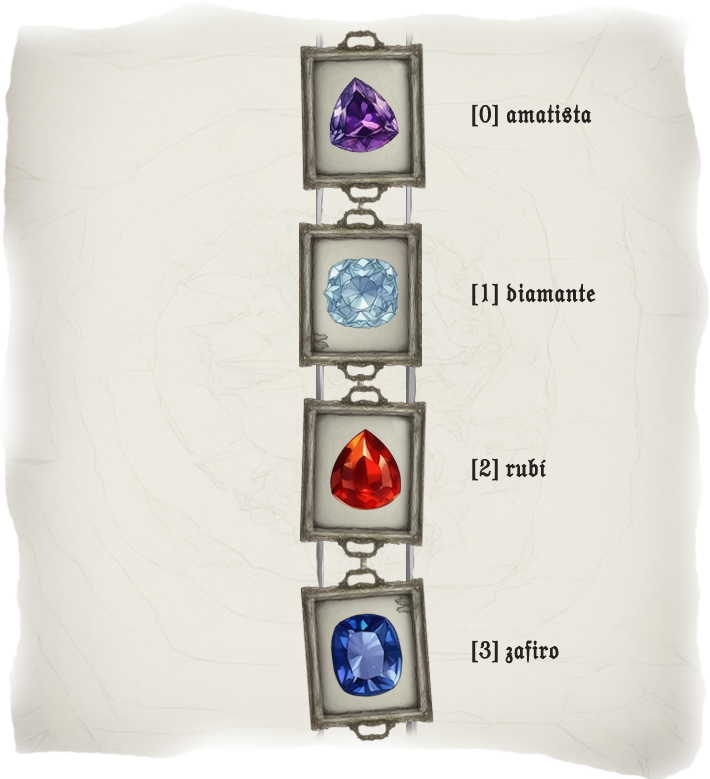 [0] amatista
[1] diamante
[2] rubí
[3] zafiro